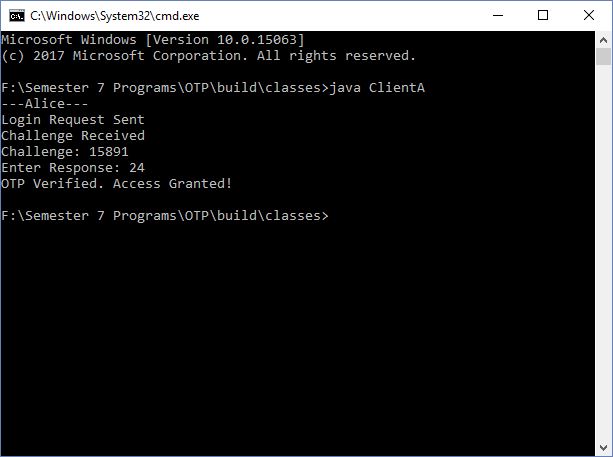 C:\Windows\System32\cmd.exe
Microsoft Windows [Version 10.0.15063]
(c) 2017 Microsoft Corporation. All rights reserved.
F:\Semester 7 Programs\OTP\build\classes>java ClientA
---Alice---
Login Request Sent
Challenge Received
Challenge: 15891
Enter Response: 24
OTP Verified. Access Granted!
F:\Semester 7 Programs\OTP\build\classes>